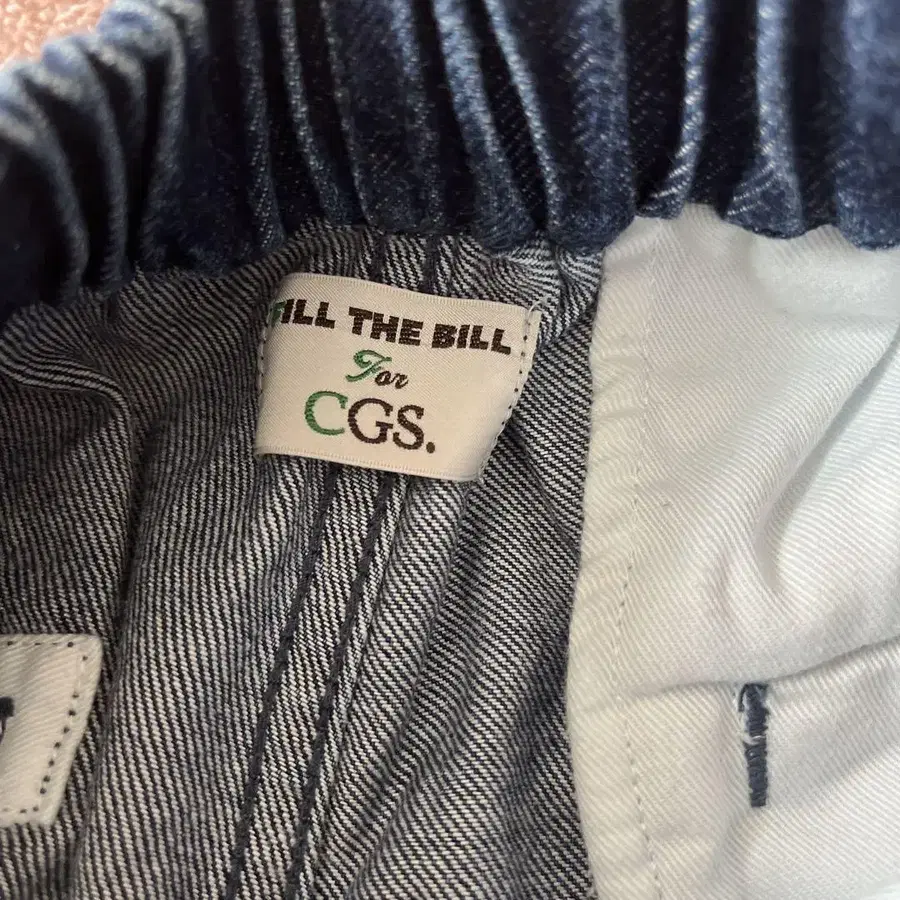 FILL THE BILL
For
CGS.